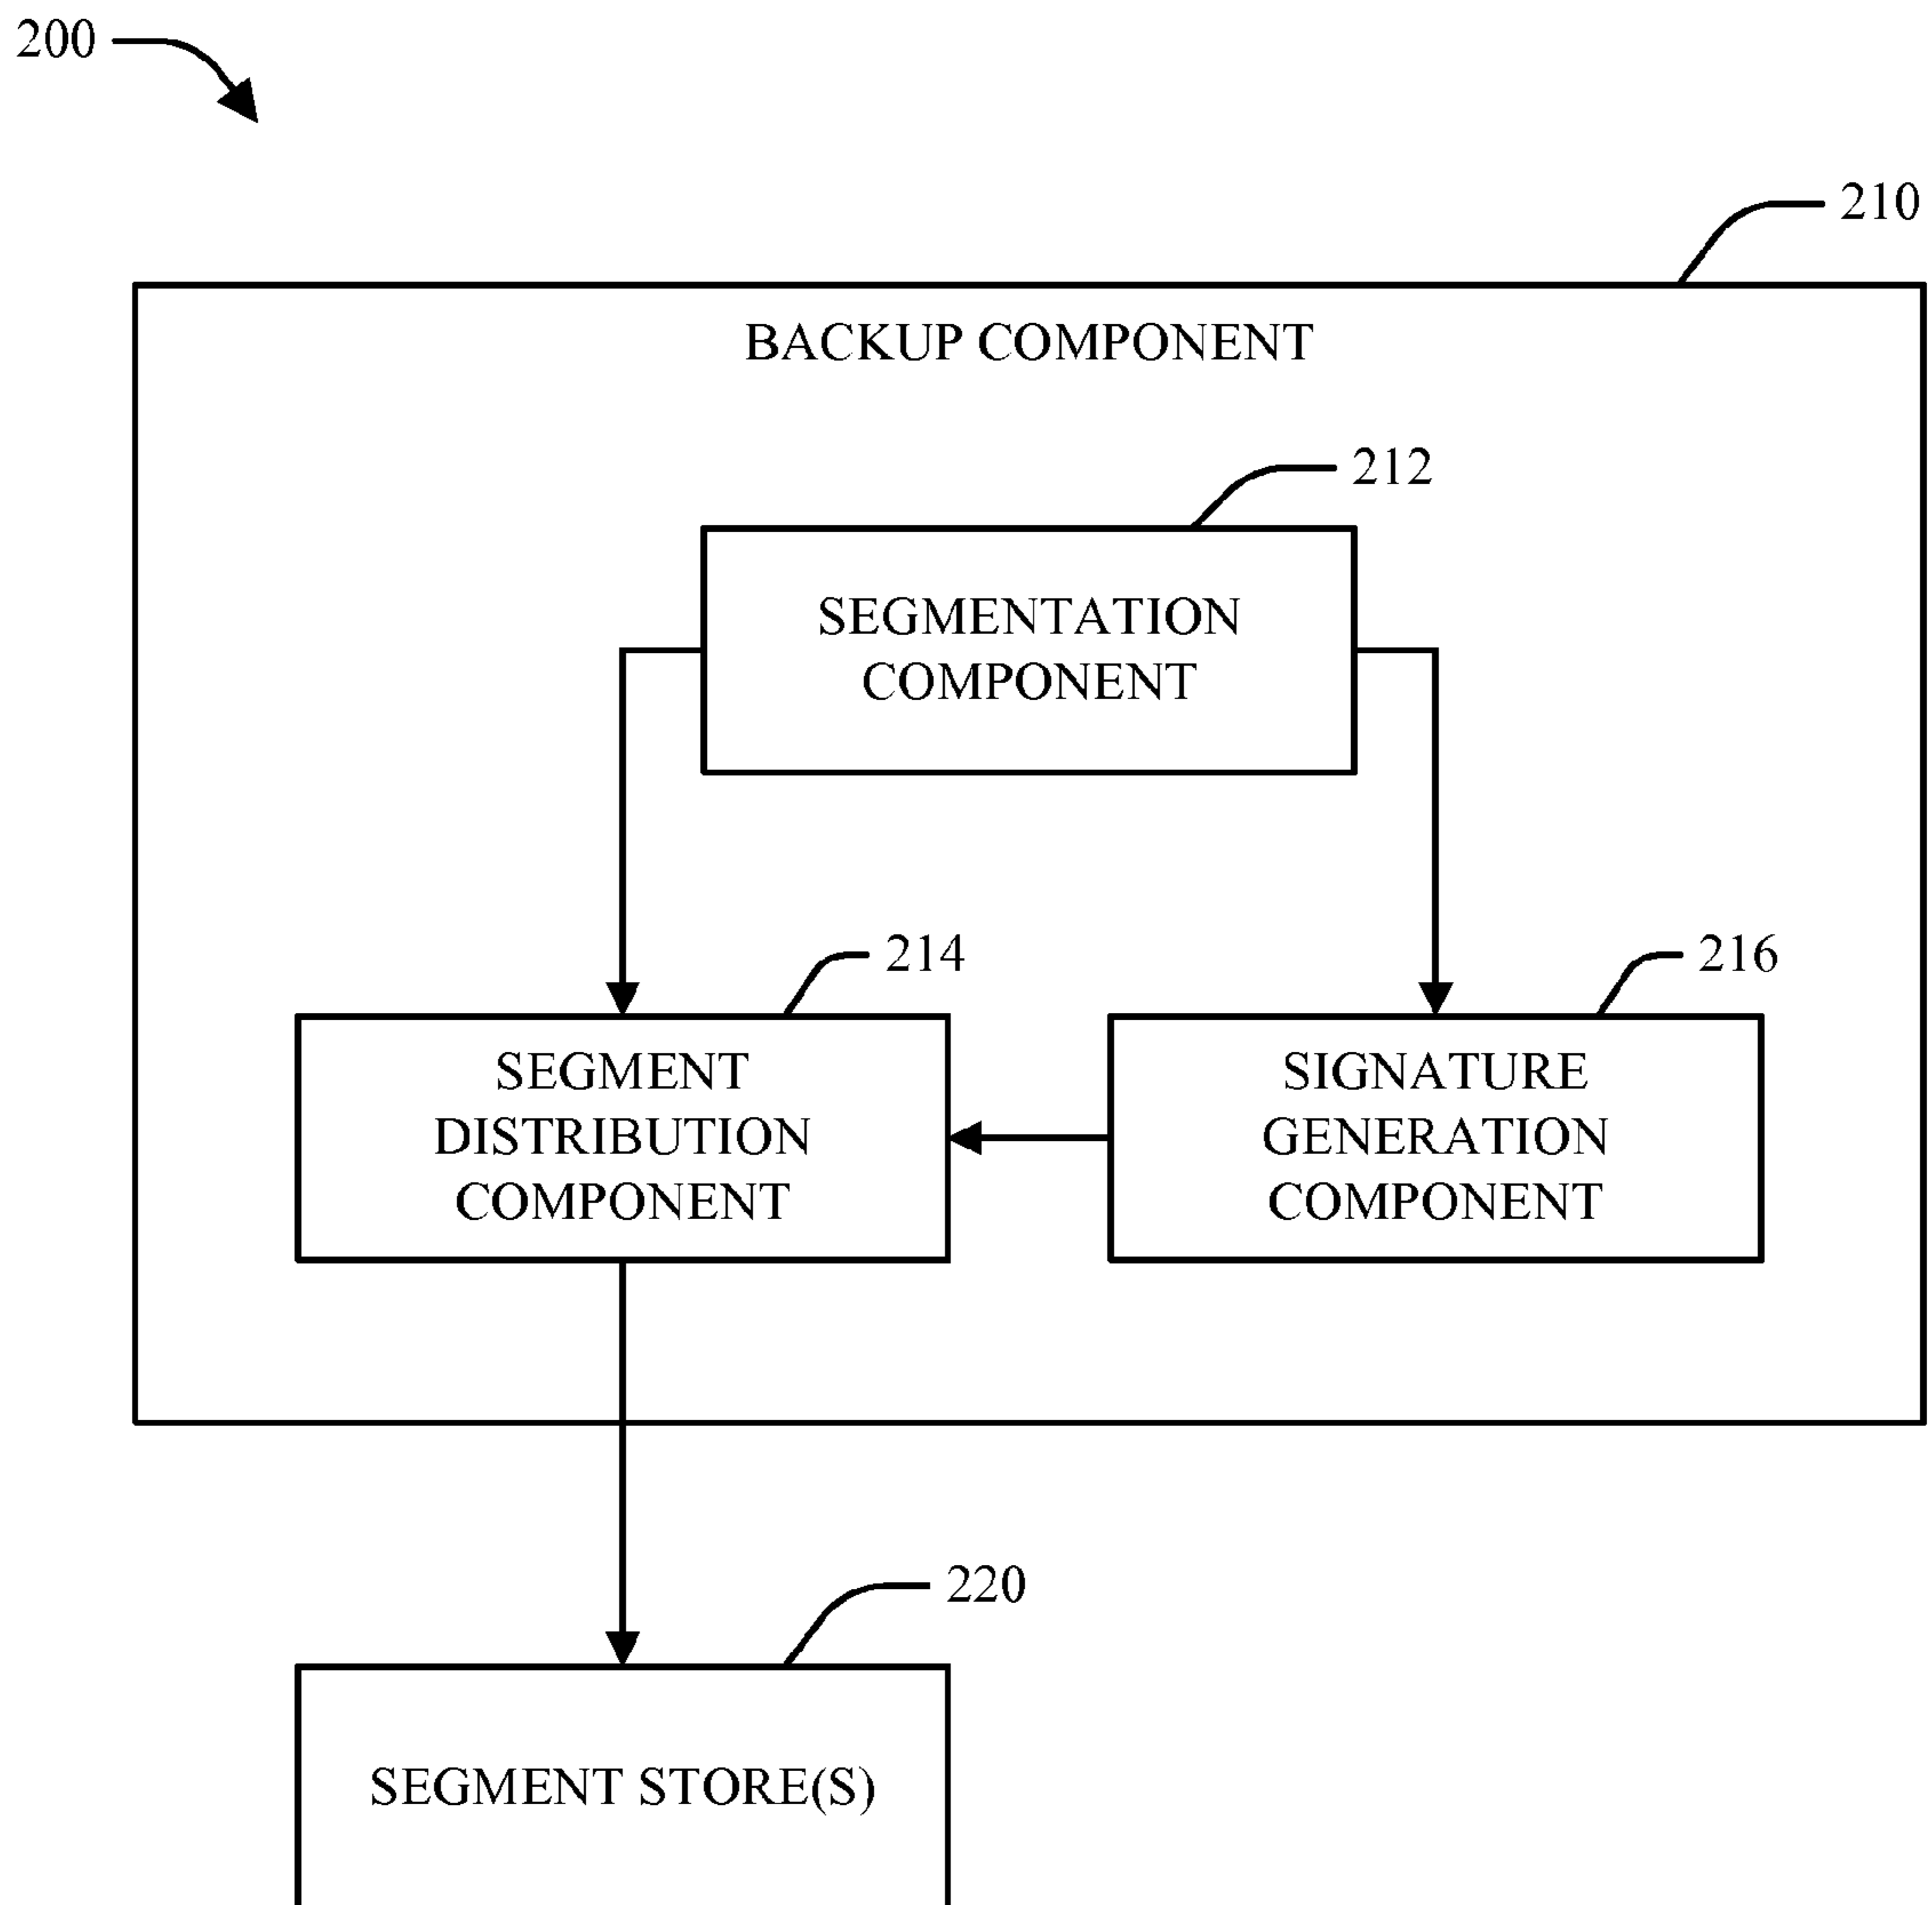 200
210
BACKUP COMPONENT
212
SEGMENTATION
COMPONENT
214
216
SEGMENT
DISTRIBUTION
COMPONENT
SIGNATURE
GENERATION
COMPONENT
220
SEGMENT STORE(S)